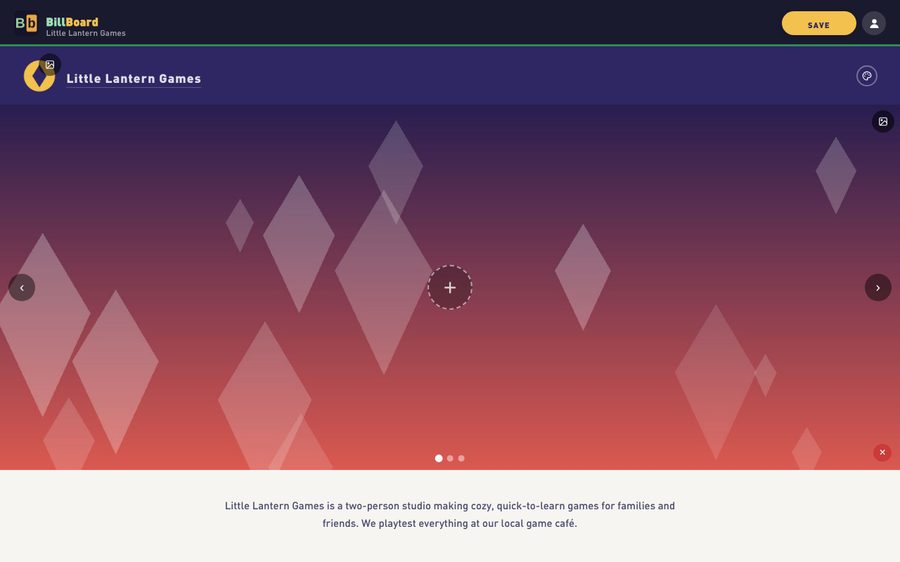 Bb
BillBoard
Little Lantern Games
SAVE
Little Lantern Games
Little Lantern Games is a two-person studio making cozy, quick-to-learn games for families and
friends. We playtest everything at our local game café.